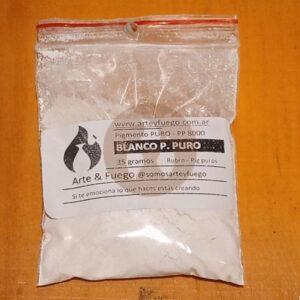 www.arteyfuego.com.ar
Pigmento PURO - PP 8000
BLANCO P. PURO
35 gramos Rubro - Pig puros
Arte & Fuego @somosarteyfuego
Si te emociona lo que haces estás creando